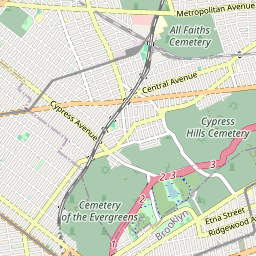 Metropolitan Avenue
All Faiths
Cemetery
Central Avenue
Cypress Avenue
Cypress
Hills Cemetery
3
2
2 3
Cemetery
of the Evergreens
Brooklyn
Etna Street
Ridgewood A
1